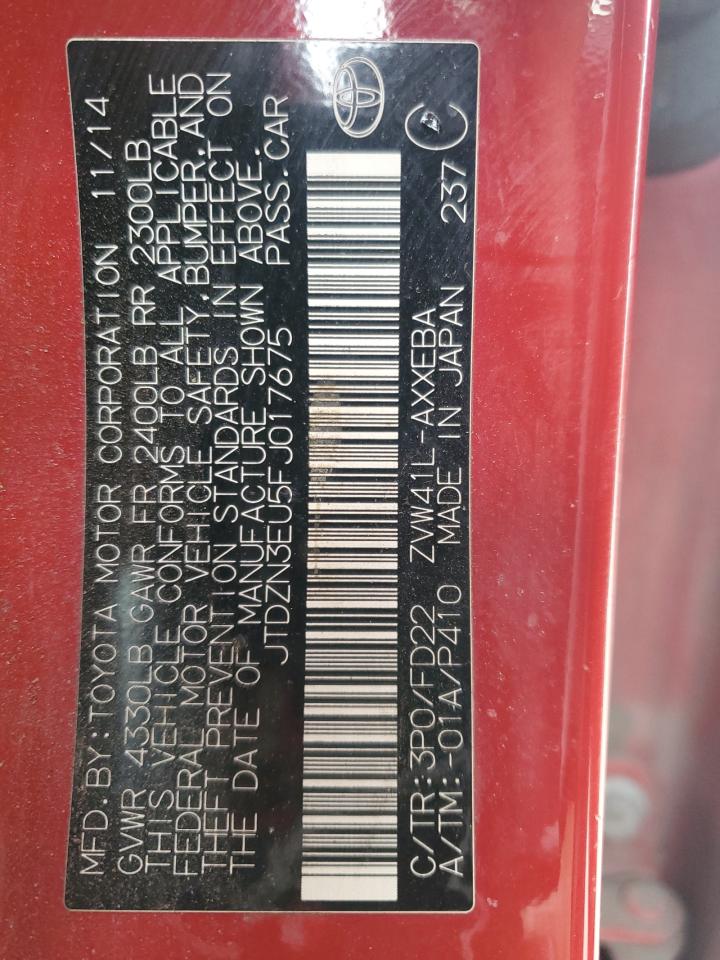 MFD.BY:TOYOTA MOTOR CORPORATION 11/14
GVWR 4330LB GAWR FR 2400LB RR 2300LB
THIS VEHICLE CONFORMS TO ALL APPLICABLE
FEDERAL MOTOR VEHICLE SAFETY,BUMPER,AND
THEFT PREVENTION STANDARDS IN EFFECT ON
THE DATE OF MANUFACTURE SHOWN ABOVE.
JTDZN3EU5FJ017675 PASS.CAR
C/TR:3P0/FD22 ZVW41L-AXXEBA 237
A/TM:-01A/P410 MADE IN JAPAN
C